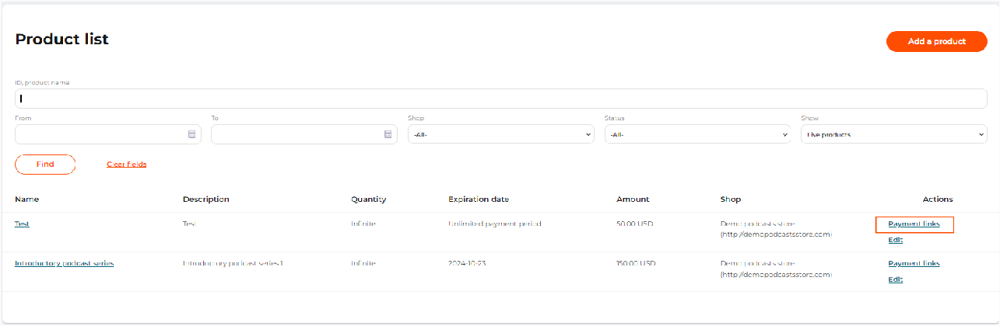 Product list
Add a product
ID, product name
From To Shop Status Show
-All- -All- Live products
Find Clear fields
Name Description Quantity Expiration date Amount Shop Actions
Test Test Infinite Unlimited payment period 50.00 USD Demo podcasts store Payment links
(http://demopodcastsstore.com)
Edit
Introductory podcast series Introductory podcast series 1 Infinite 2024-10-23 150.00 USD Demo podcasts store Payment links
(http://demopodcastsstore.com)
Edit